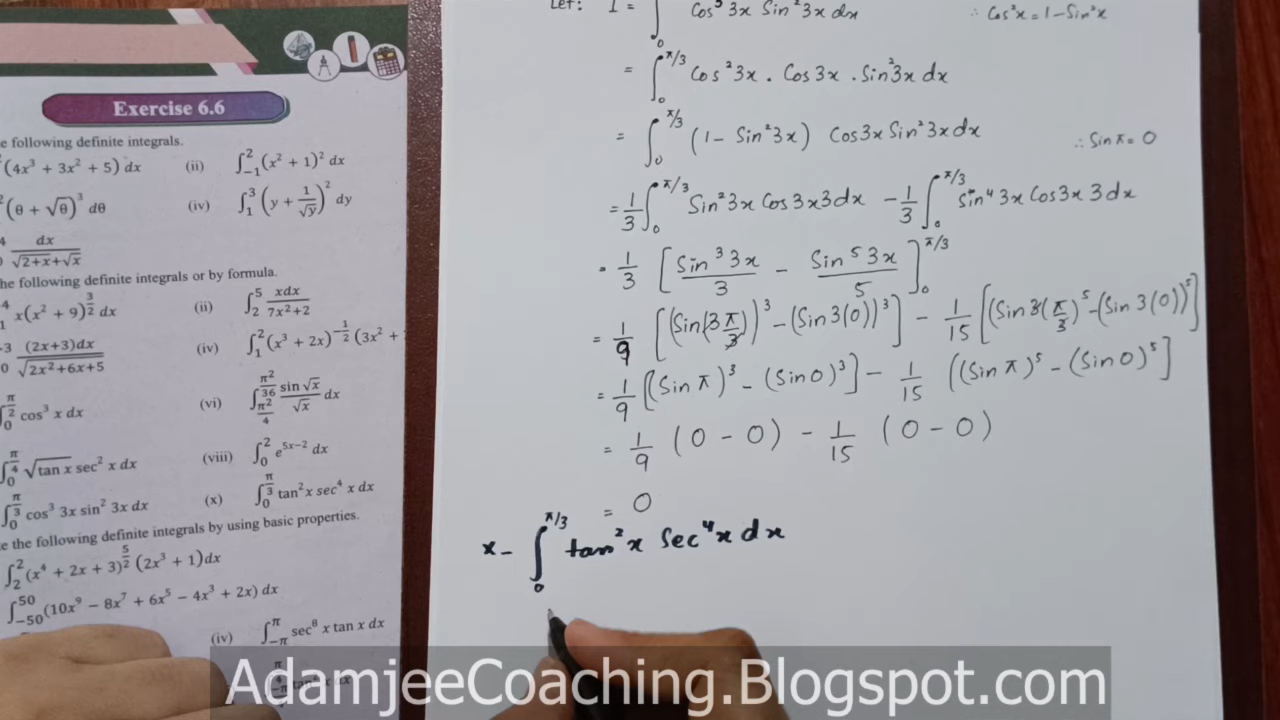 Exercise 6.6
e following definite integrals.
(4x³ + 3x² + 5) dx (ii) ∫₋₁² (x² + 1)² dx
(θ + √θ)³ dθ (iv) ∫₁³ (y + 1/√y)² dy
dx/(√2+x + √x)
he following definite integrals or by formula.
x(x² + 9)^(3/2) dx (ii) ∫₂⁵ xdx/(7x²+2)
(2x+3)dx/√(2x²+6x+5) (iv) ∫₁² (x³ + 2x)^(-1/2) (3x² +
∫₀^(π/2) cos³ x dx (vi) ∫_(π²/4)^(π²/36) sin √x/√x dx
∫₀^(π/4) √(tan x) sec² x dx (viii) ∫₀² e^(5x−2) dx
∫₀^(π/3) cos³ 3x sin² 3x dx (x) ∫₀^(π/3) tan² x sec⁴ x dx
e the following definite integrals by using basic properties.
∫₂² (x⁴ + 2x + 3)^(5/2) (2x³ + 1)dx
∫₋₅₀⁵⁰ (10x⁹ − 8x⁷ + 6x⁵ − 4x³ + 2x) dx
(iv) ∫₋π^π sec⁸ x tan x dx
Let: I = ∫₀ Cos³ 3x Sin² 3x dx ∴ Cos²x = 1 − Sin²x
= ∫₀^(π/3) Cos² 3x . Cos 3x . Sin² 3x dx
= ∫₀^(π/3) (1 − Sin² 3x) Cos3x Sin² 3x dx
∴ Sin π = 0
= 1/3 ∫₀^(π/3) Sin² 3x Cos 3x 3dx − 1/3 ∫₀^(π/3) Sin⁴ 3x Cos3x 3 dx
= 1/3 [Sin³ 3x/3 − Sin⁵ 3x/5]₀^(π/3)
= 1/9 [(Sin(3 π/3))³ − (Sin 3(0))³] − 1/15 [(Sin 3(π/3)⁵ − (Sin 3(0))⁵]
= 1/9 [(Sin π)³ − (Sin 0)³] − 1/15 ((Sin π)⁵ − (Sin 0)⁵]
= 1/9 (0 − 0) − 1/15 (0 − 0)
= 0
x- ∫₀^(π/3) tan² x Sec⁴ x dx
AdamjeeCoaching.Blogspot.com